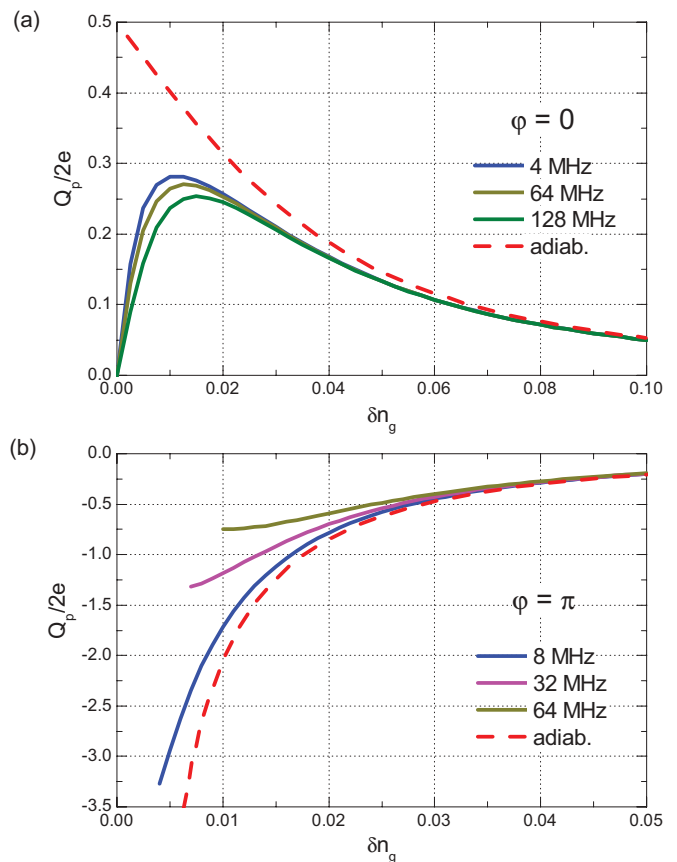 (a)
0.5
0.4
0.3
0.2
0.1
0.0
Q_p/2e
φ = 0
4 MHz
64 MHz
128 MHz
adiab.
0.00 0.02 0.04 0.06 0.08 0.10
δn_g
(b)
0.0
-0.5
-1.0
-1.5
-2.0
-2.5
-3.0
-3.5
Q_p/2e
φ = π
8 MHz
32 MHz
64 MHz
adiab.
0.00 0.01 0.02 0.03 0.04 0.05
δn_g